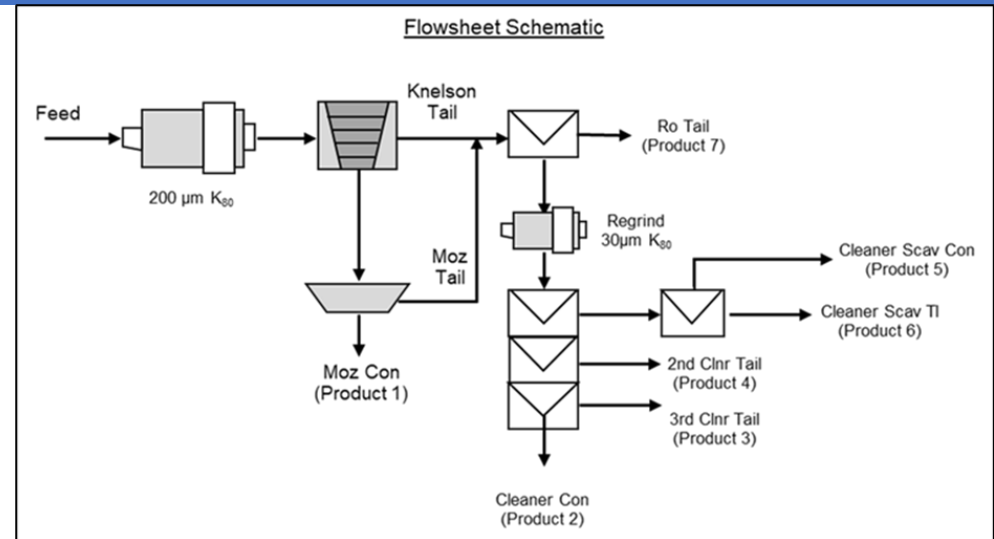 Flowsheet Schematic
Feed
200 µm K80
Knelson
Tail
Ro Tail
(Product 7)
Regrind
30µm K80
Moz
Tail
Moz Con
(Product 1)
Cleaner Scav Con
(Product 5)
Cleaner Scav Tl
(Product 6)
2nd Clnr Tail
(Product 4)
3rd Clnr Tail
(Product 3)
Cleaner Con
(Product 2)